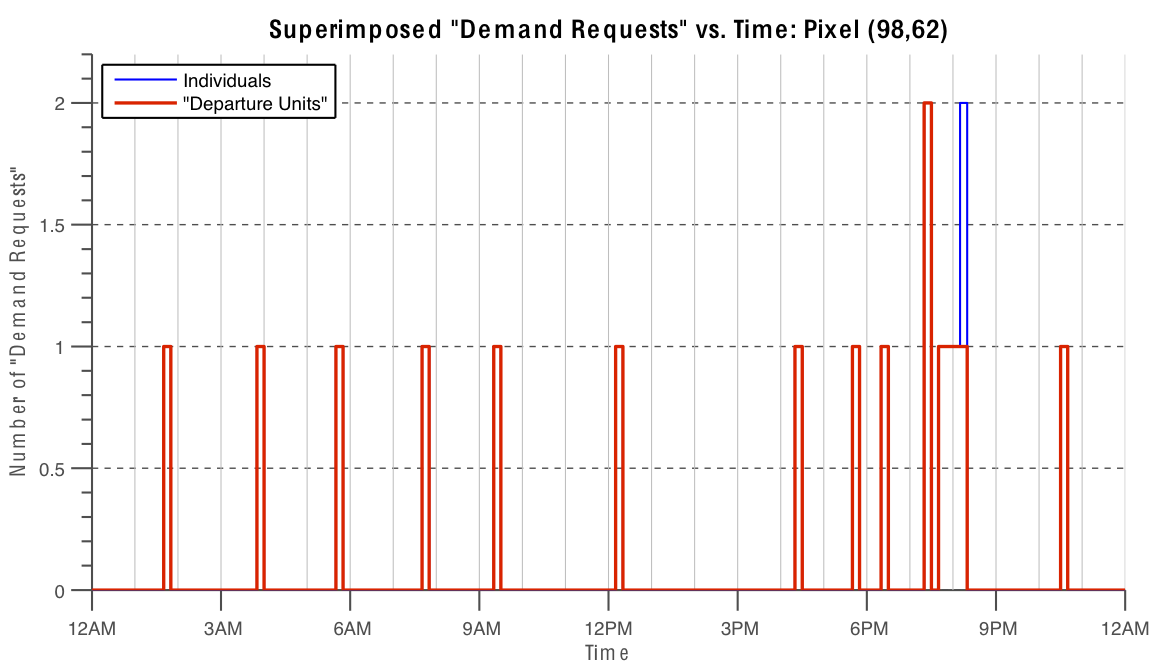 Superimposed "Demand Requests" vs. Time: Pixel (98,62)
Individuals
"Departure Units"
Number of "Demand Requests"
2
1.5
1
0.5
0
12AM 3AM 6AM 9AM 12PM 3PM 6PM 9PM 12AM
Time